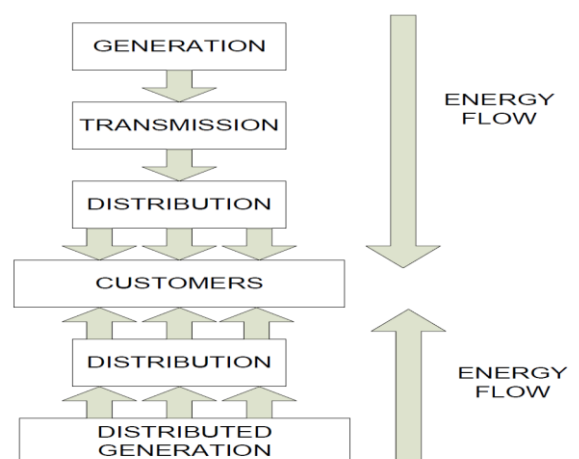 GENERATION
ENERGY
FLOW
TRANSMISSION
DISTRIBUTION
CUSTOMERS
DISTRIBUTION
ENERGY
FLOW
DISTRIBUTED
GENERATION